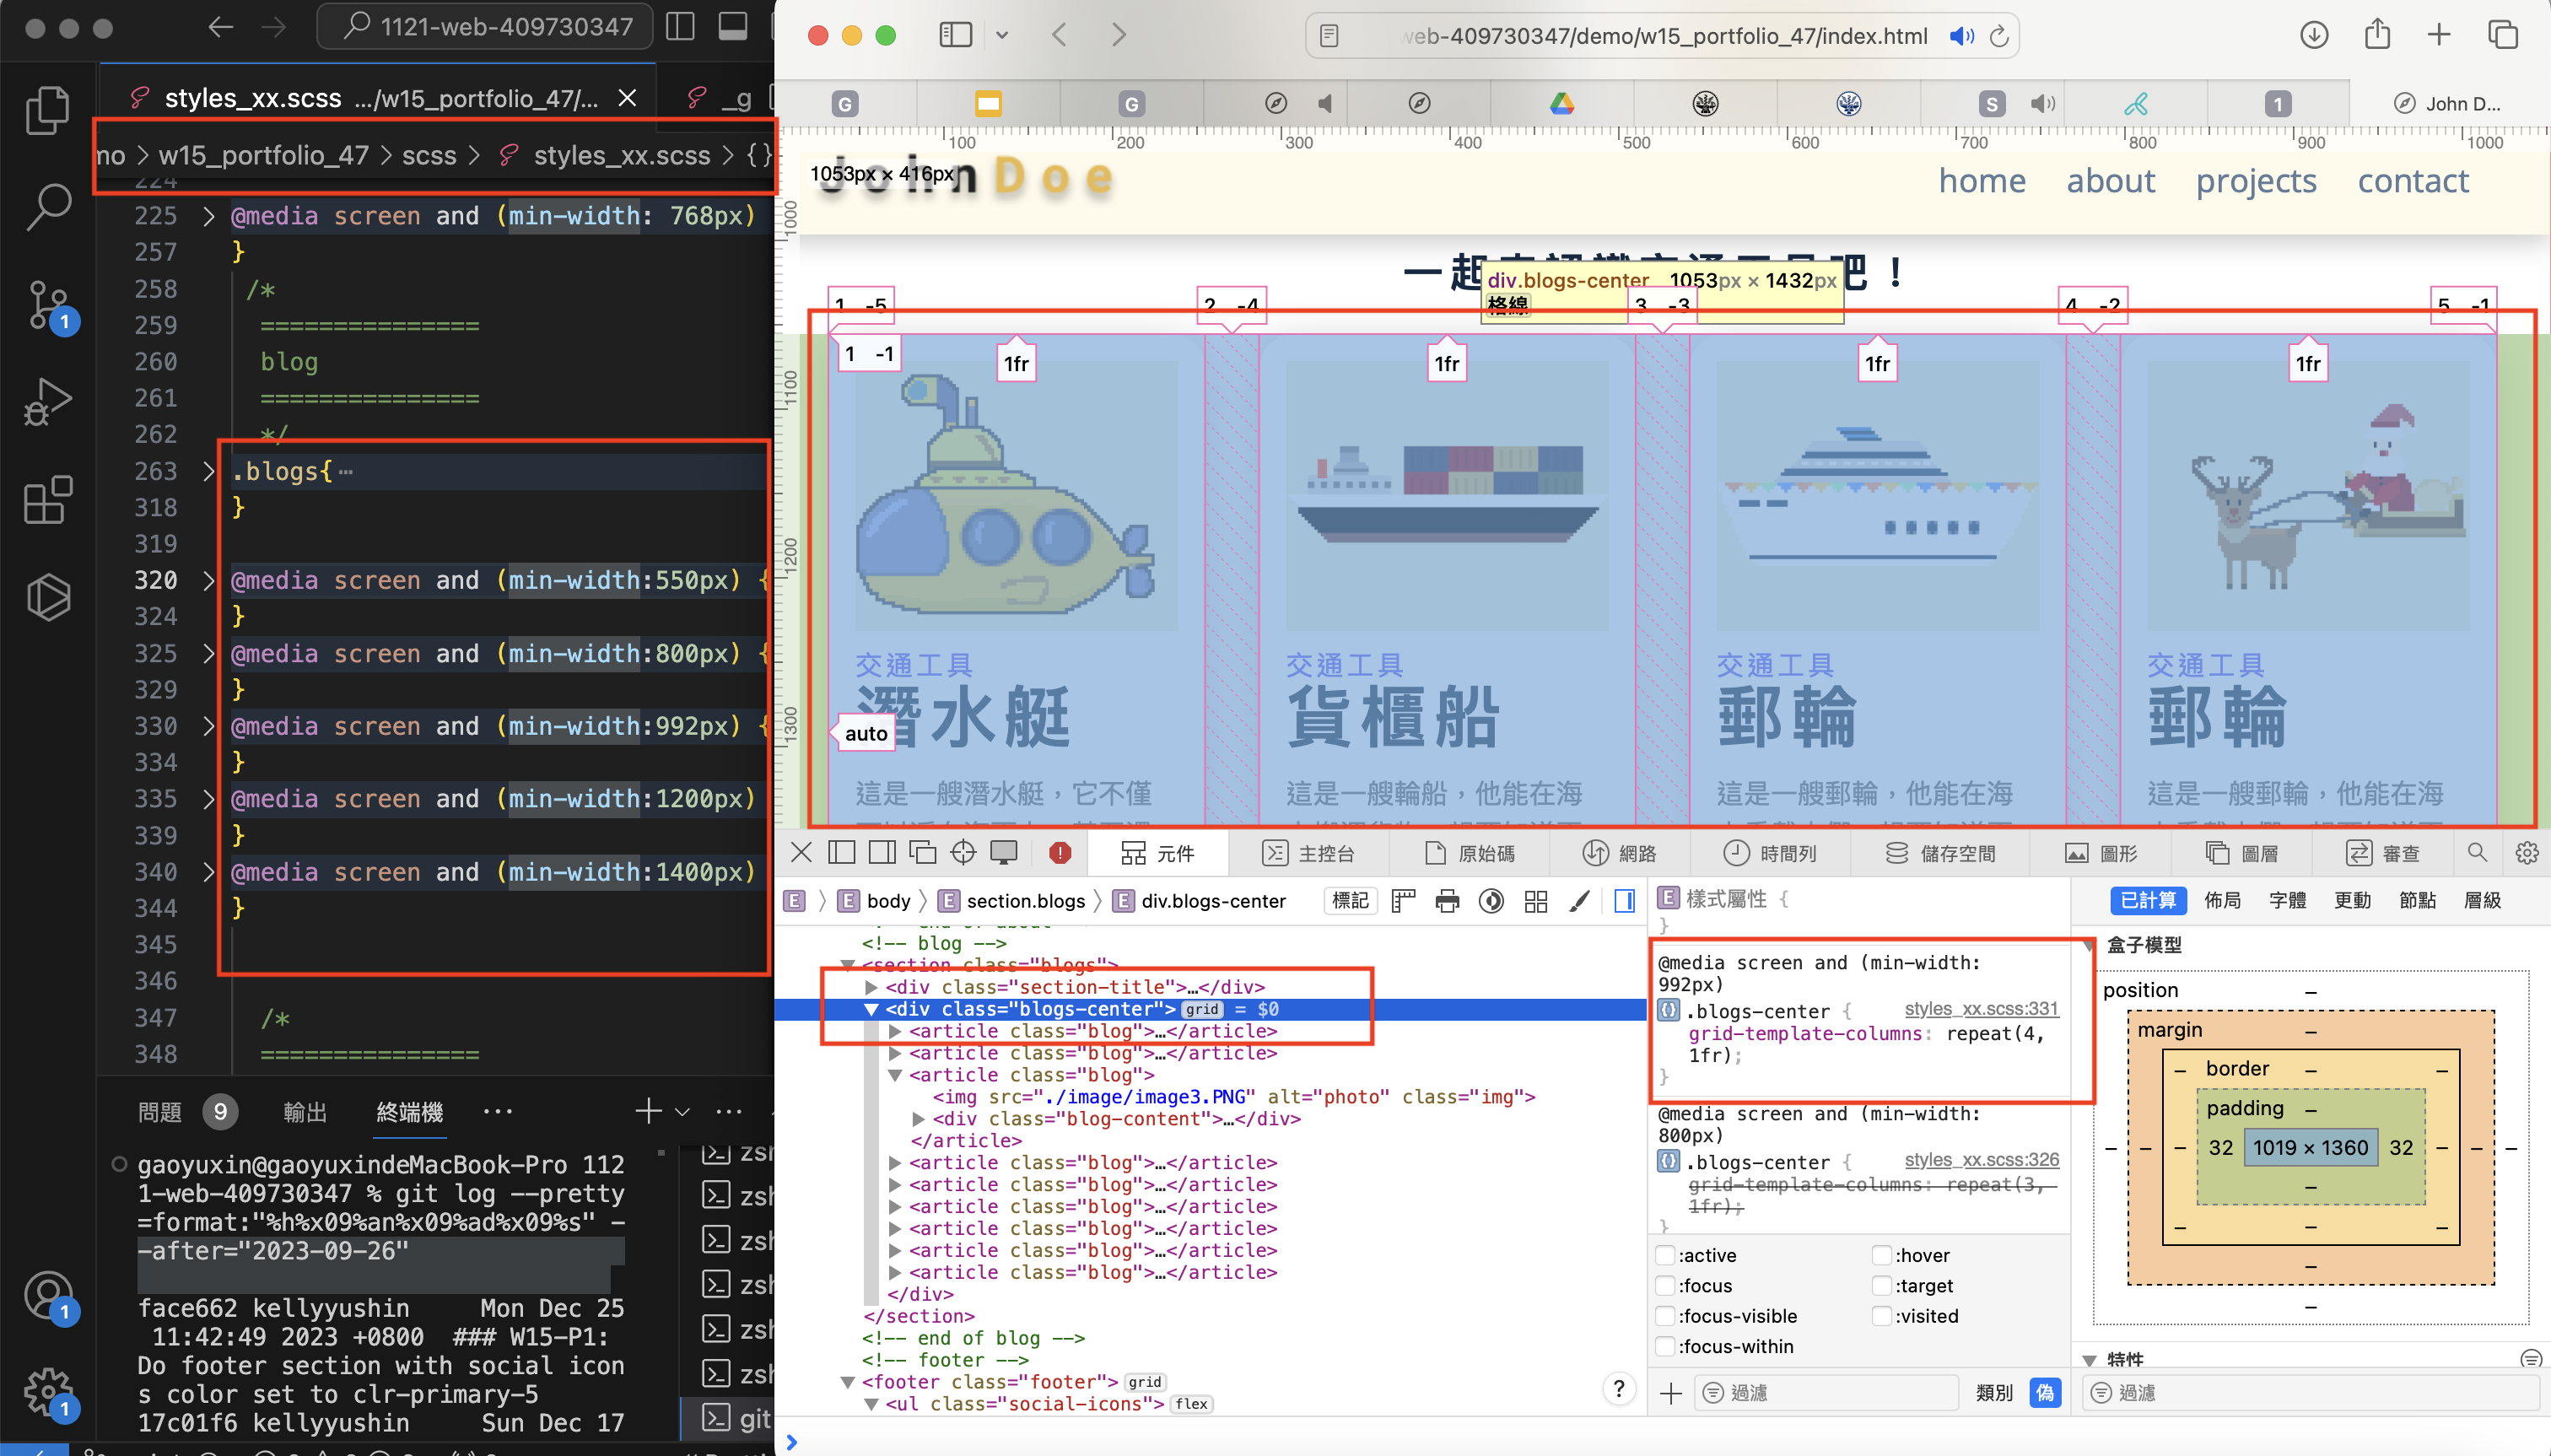 1121-web-409730347
styles_xx.scss .../w15_portfolio_47/...
_g
mo > w15_portfolio_47 > scss > styles_xx.scss > {}
224
225 @media screen and (min-width: 768px)
257 }
258 /*
259 ===============
260 blog
261 ===============
262 */
263 .blogs{ ...
318 }
319
320 @media screen and (min-width:550px) {
324 }
325 @media screen and (min-width:800px) {
329 }
330 @media screen and (min-width:992px) {
334 }
335 @media screen and (min-width:1200px)
339 }
340 @media screen and (min-width:1400px)
344 }
345
346
347 /*
348 ===============
問題 9 輸出 終端機 ...
gaoyuxin@gaoyuxindeMacBook-Pro 112
1-web-409730347 % git log --pretty
=format:"%h%x09%an%x09%ad%x09%s" -
-after="2023-09-26"
face662 kellyyushin Mon Dec 25
11:42:49 2023 +0800 ### W15-P1:
Do footer section with social icon
s color set to clr-primary-5
17c01f6 kellyyushin Sun Dec 17
zsh
zsh
zsh
zsh
zsh
zsh
git
web-409730347/demo/w15_portfolio_47/index.html
G G S 1 John D...
100 200 300 400 500 600 700 800 900 1000
1000
1100
1200
1300
1053px × 416px
John Doe
home about projects contact
div.blogs-center 1053px × 1432px
格線
1 -5 2 -4 3 -3 4 -2 5 -1
1 -1
1fr 1fr 1fr 1fr
auto
交通工具 交通工具 交通工具 交通工具
潛水艇 貨櫃船 郵輪 郵輪
這是一艘潛水艇，它不僅 這是一艘輪船，他能在海 這是一艘郵輪，他能在海 這是一艘郵輪，他能在海
元件 主控台 原始碼 網路 時間列 儲存空間 圖形 圖層 審查
E E body E section.blogs E div.blogs-center 標記
<!-- blog -->
<section class="blogs">
<div class="section-title">…</div>
<div class="blogs-center"> grid = $0
<article class="blog">…</article>
<article class="blog">…</article>
<article class="blog">
<img src="./image/image3.PNG" alt="photo" class="img">
<div class="blog-content">…</div>
</article>
<article class="blog">…</article>
<article class="blog">…</article>
<article class="blog">…</article>
<article class="blog">…</article>
<article class="blog">…</article>
<article class="blog">…</article>
</div>
</section>
<!-- end of blog -->
<!-- footer -->
<footer class="footer"> grid
<ul class="social-icons"> flex
?
E 樣式屬性 {
}
@media screen and (min-width:
992px)
.blogs-center { styles_xx.scss:331
grid-template-columns: repeat(4,
1fr);
}
@media screen and (min-width:
800px)
.blogs-center { styles_xx.scss:326
grid-template-columns: repeat(3,
1fr);
}
:active :hover
:focus :target
:focus-visible :visited
:focus-within
過濾 類別 偽
已計算 佈局 字體 更動 節點 層級
盒子模型
position –
margin –
– border – –
padding –
– – – 32 1019 × 1360 32 – – –
–
– – –
–
–
特性
過濾